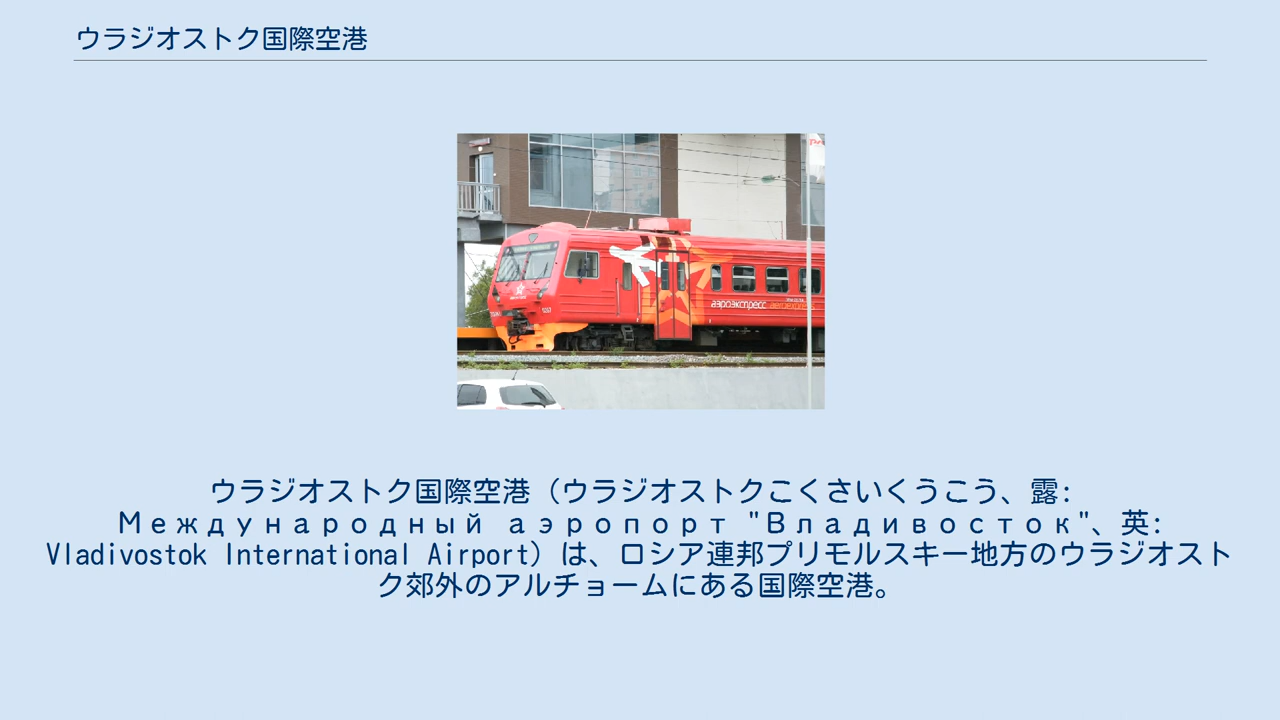 ウラジオストク国際空港
аэроэкспресс aeroexpress
ウラジオストク国際空港（ウラジオストクこくさいくうこう、露:
Международный аэропорт "Владивосток"、英:
Vladivostok International Airport）は、ロシア連邦プリモルスキー地方のウラジオスト
ク郊外のアルチョームにある国際空港。